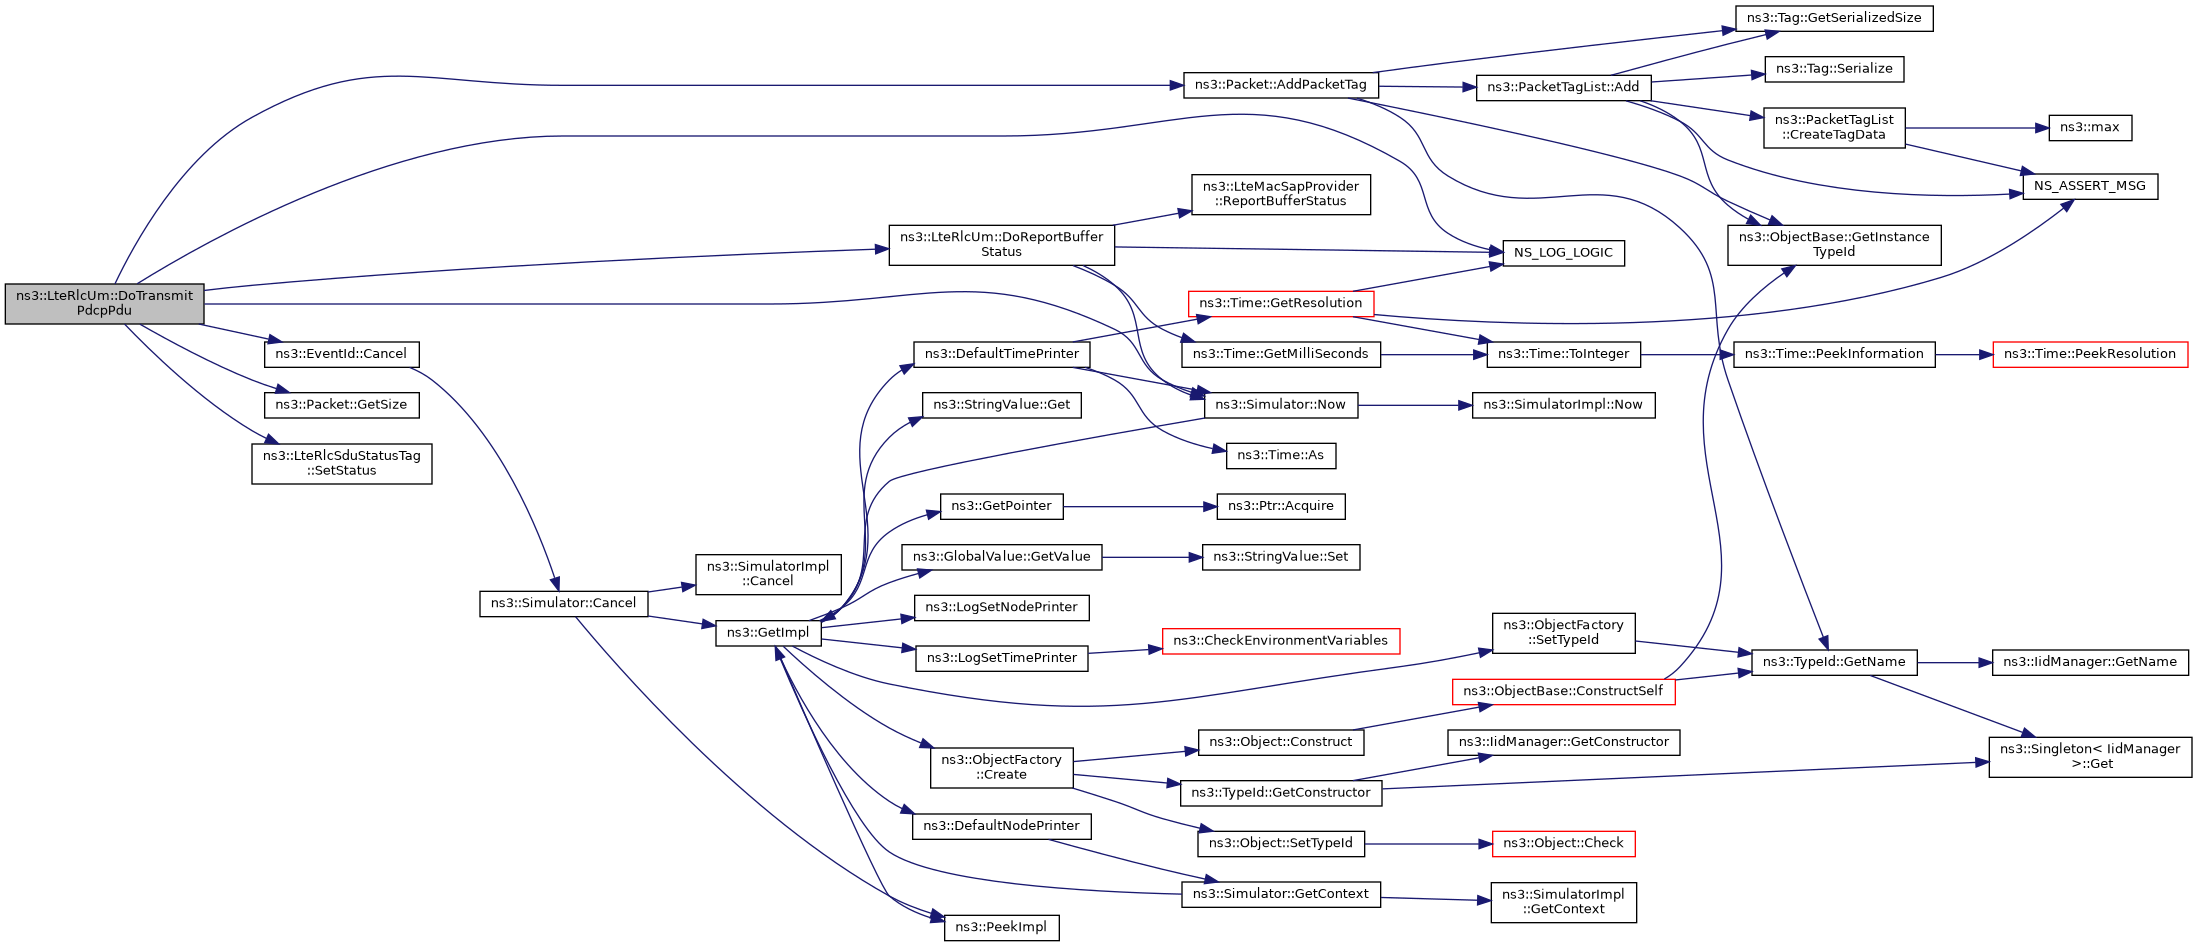 ns3::LteRlcUm::DoTransmit
PdcpPdu
ns3::Packet::AddPacketTag
ns3::Tag::GetSerializedSize
ns3::PacketTagList::Add
ns3::Tag::Serialize
ns3::PacketTagList
::CreateTagData
ns3::max
NS_ASSERT_MSG
ns3::ObjectBase::GetInstance
TypeId
ns3::LteMacSapProvider
::ReportBufferStatus
ns3::LteRlcUm::DoReportBuffer
Status
NS_LOG_LOGIC
ns3::Time::GetResolution
ns3::EventId::Cancel
ns3::DefaultTimePrinter
ns3::Time::GetMilliSeconds
ns3::Time::ToInteger
ns3::Time::PeekInformation
ns3::Time::PeekResolution
ns3::Packet::GetSize
ns3::StringValue::Get
ns3::Simulator::Now
ns3::SimulatorImpl::Now
ns3::LteRlcSduStatusTag
::SetStatus
ns3::Time::As
ns3::GetPointer
ns3::Ptr::Acquire
ns3::GlobalValue::GetValue
ns3::StringValue::Set
ns3::SimulatorImpl
::Cancel
ns3::Simulator::Cancel
ns3::GetImpl
ns3::LogSetNodePrinter
ns3::LogSetTimePrinter
ns3::CheckEnvironmentVariables
ns3::ObjectFactory
::SetTypeId
ns3::TypeId::GetName
ns3::IidManager::GetName
ns3::ObjectBase::ConstructSelf
ns3::Object::Construct
ns3::IidManager::GetConstructor
ns3::Singleton< IidManager
>::Get
ns3::ObjectFactory
::Create
ns3::TypeId::GetConstructor
ns3::DefaultNodePrinter
ns3::Object::SetTypeId
ns3::Object::Check
ns3::Simulator::GetContext
ns3::SimulatorImpl
::GetContext
ns3::PeekImpl